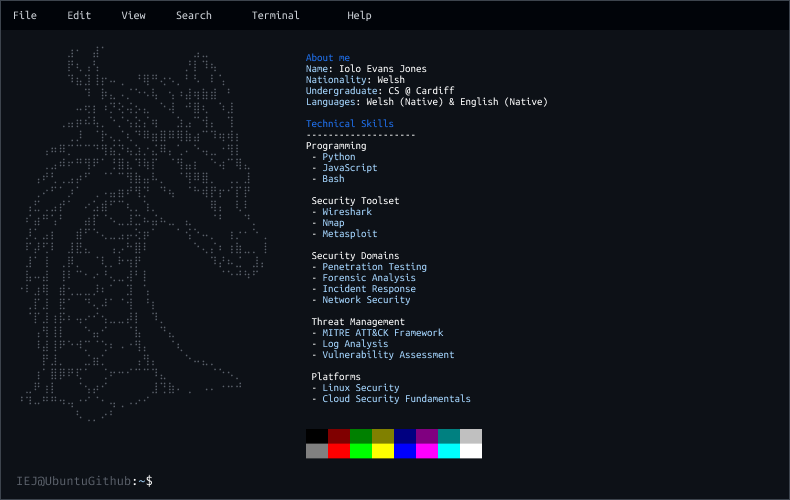 File Edit View Search Terminal Help
About me
Name: Iolo Evans Jones
Nationality: Welsh
Undergraduate: CS @ Cardiff
Languages: Welsh (Native) & English (Native)
Technical Skills
--------------------
Programming
- Python
- JavaScript
- Bash
Security Toolset
- Wireshark
- Nmap
- Metasploit
Security Domains
- Penetration Testing
- Forensic Analysis
- Incident Response
- Network Security
Threat Management
- MITRE ATT&CK Framework
- Log Analysis
- Vulnerability Assessment
Platforms
- Linux Security
- Cloud Security Fundamentals
IEJ@UbuntuGithub:~$